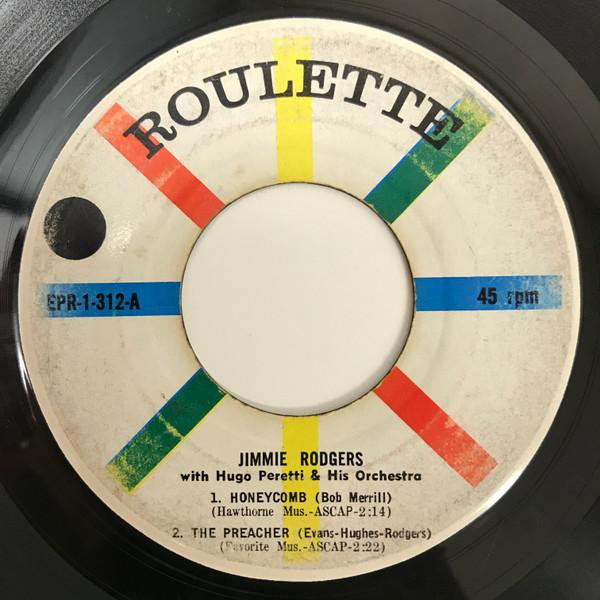 ROULETTE
EPR-1-312-A
45 rpm
JIMMIE RODGERS
with Hugo Peretti & His Orchestra
1. HONEYCOMB (Bob Merrill)
(Hawthorne Mus.-ASCAP-2:14)
2. THE PREACHER (Evans-Hughes-Rodgers)
(Favorite Mus.-ASCAP-2:22)